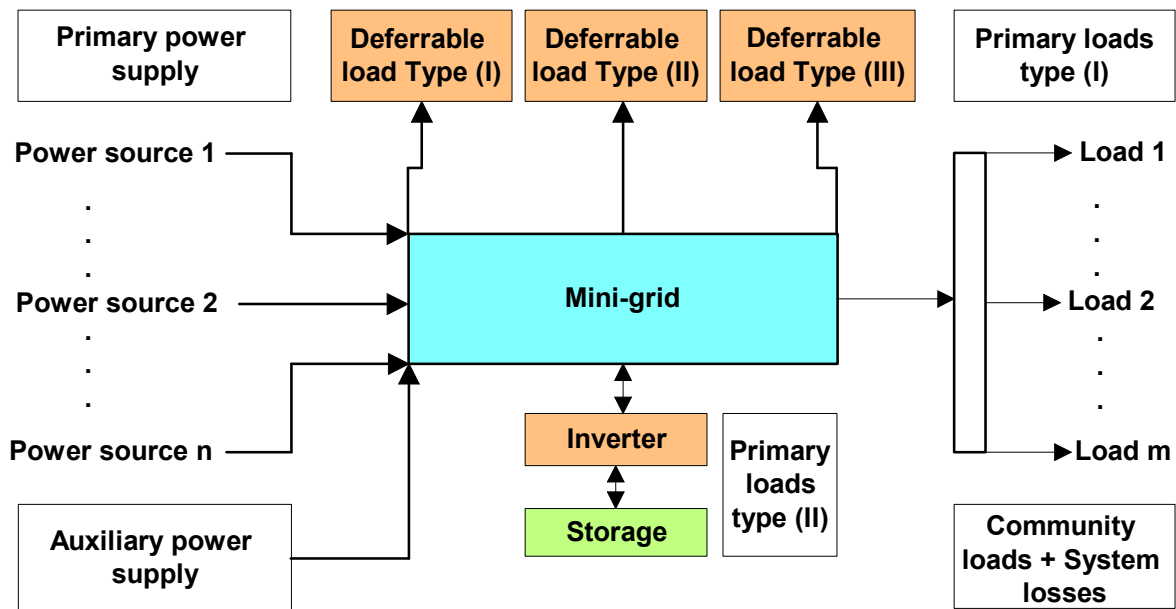 Primary power
supply
Deferrable
load Type (I)
Deferrable
load Type (II)
Deferrable
load Type (III)
Primary loads
type (I)
Power source 1
.
.
.
Power source 2
.
.
.
Power source n
Auxiliary power
supply
Mini-grid
Inverter
Storage
Primary
loads
type (II)
Load 1
.
.
.
Load 2
.
.
.
Load m
Community
loads + System
losses